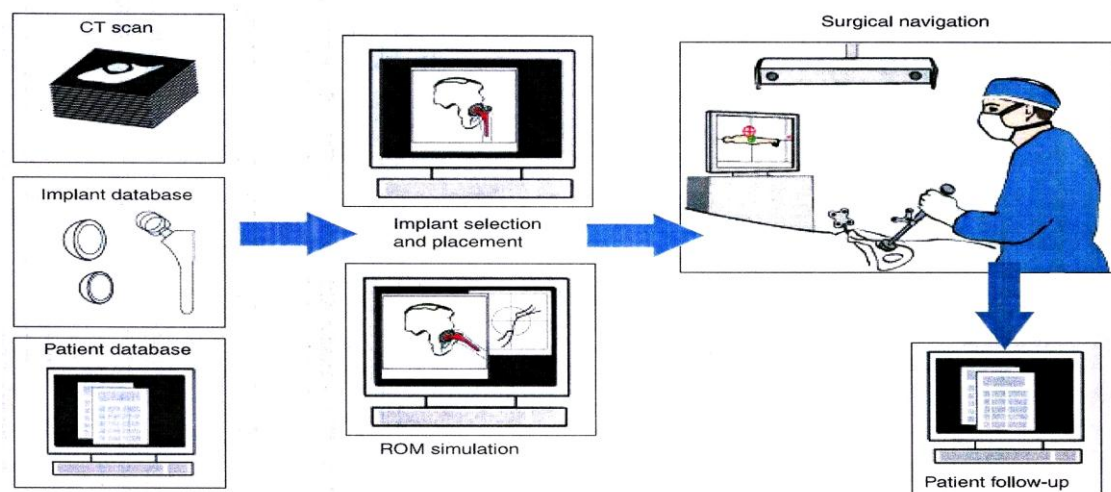 CT scan
Implant database
Patient database
Implant selection
and placement
ROM simulation
Surgical navigation
Patient follow-up